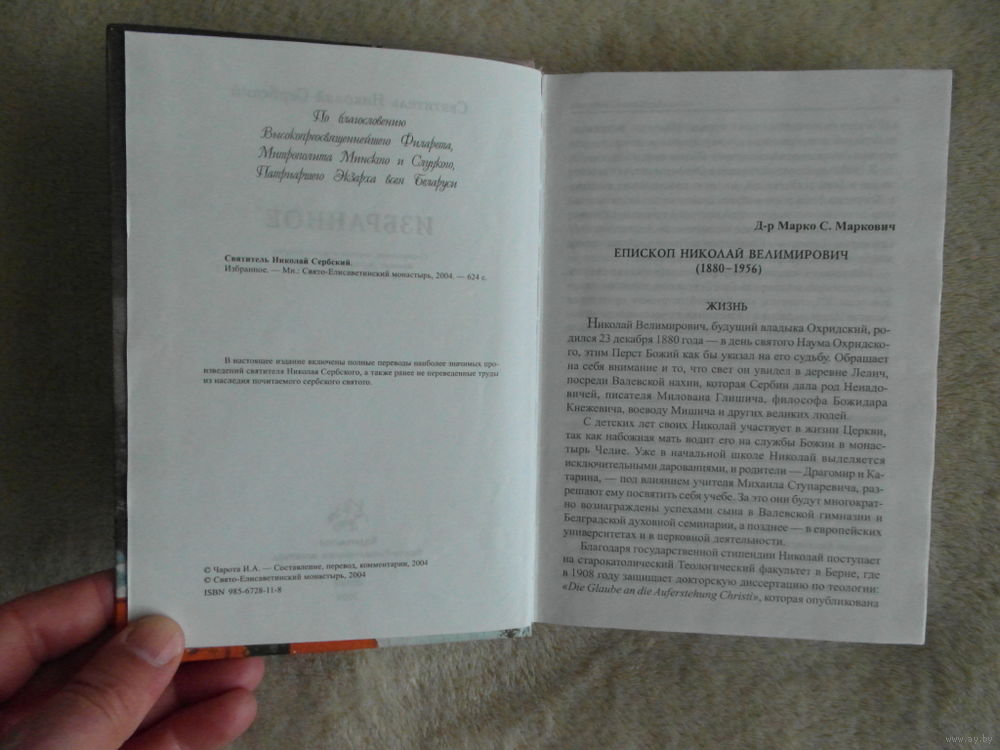 По благословению
Высокопреосвященнейшего Филарета,
Митрополита Минского и Слуцкого,
Патриаршего Экзарха всея Беларуси
ИЗБРАННОЕ
Святитель Николай Сербский.
Избранное. — Мн.: Свято-Елисаветинский монастырь, 2004. — 624 с.
В настоящее издание включены полные переводы наиболее значимых про-
изведений святителя Николая Сербского, а также ранее не переведенные труды
из наследия почитаемого сербского святого.
© Чарота И.А. — Составление, перевод, комментарии, 2004
© Свято-Елисаветинский монастырь, 2004
ISBN 985-6728-11-8
Д-р Марко С. Маркович
ЕПИСКОП НИКОЛАЙ ВЕЛИМИРОВИЧ
(1880–1956)
ЖИЗНЬ
Николай Велимирович, будущий владыка Охридский, ро-
дился 23 декабря 1880 года — в день святого Наума Охридско-
го, этим Перст Божий как бы указал на его судьбу. Обращает
на себя внимание и то, что свет он увидел в деревне Лелич,
посреди Валевской нахии, которая Сербии дала род Ненадо-
вичей, писателя Милована Глишича, философа Божидара
Кнежевича, воеводу Мишича и других великих людей.
С детских лет своих Николай участвует в жизни Церкви,
так как набожная мать водит его на службы Божии в монас-
тырь Челие. Уже в начальной школе Николай выделяется
исключительными дарованиями, и родители — Драгомир и Ка-
тарина, — под влиянием учителя Михаила Ступаревича, раз-
решают ему посвятить себя учебе. За это они будут многократ-
но вознаграждены успехами сына в Валевской гимназии и
Белградской духовной семинарии, а позднее — в европейских
университетах и в церковной деятельности.
Благодаря государственной стипендии Николай поступает
на старокатолический Теологический факультет в Берне, где
в 1908 году защищает докторскую диссертацию по теологии:
«Die Glaube an die Auferstehung Christi», которая опубликована
www.ay.by